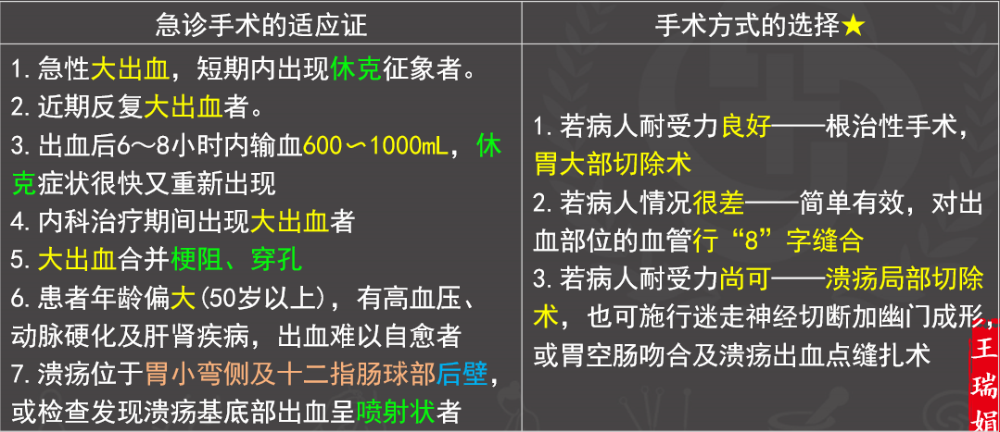 急诊手术的适应证
1.急性大出血，短期内出现休克征象者。
2.近期反复大出血者。
3.出血后6～8小时内输血600～1000mL，休
克症状很快又重新出现
4.内科治疗期间出现大出血者
5.大出血合并梗阻、穿孔
6.患者年龄偏大(50岁以上)，有高血压、
动脉硬化及肝肾疾病，出血难以自愈者
7.溃疡位于胃小弯侧及十二指肠球部后壁，
或检查发现溃疡基底部出血呈喷射状者
手术方式的选择★
1.若病人耐受力良好——根治性手术，
胃大部切除术
2.若病人情况很差——简单有效，对出
血部位的血管行“8”字缝合
3.若病人耐受力尚可——溃疡局部切除
术，也可施行迷走神经切断加幽门成形，
或胃空肠吻合及溃疡出血点缝扎术
王
瑞
娟